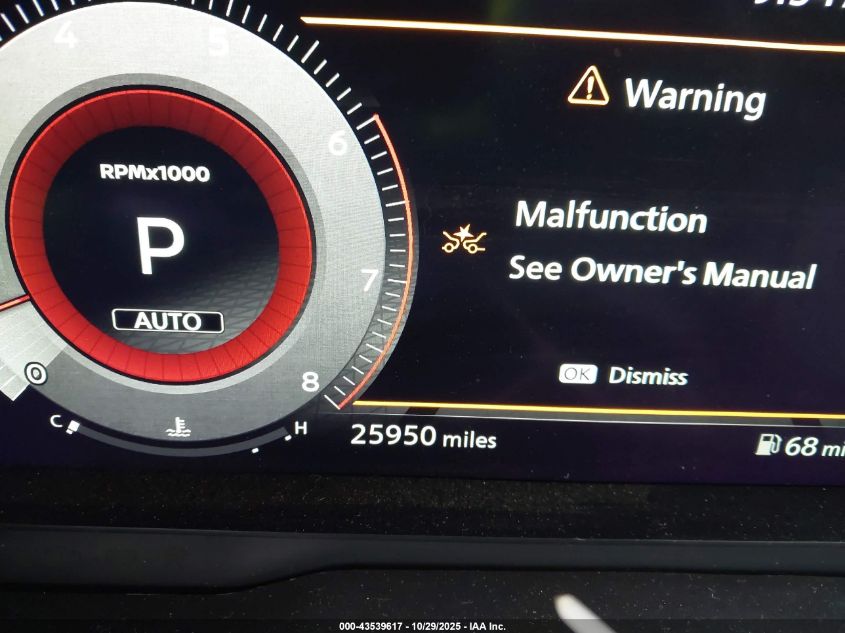 Warning
4
5
6
7
8
0
RPMx1000
P
AUTO
Malfunction
See Owner's Manual
OK Dismiss
C
H
25950 miles
68
000-43539617 - 10/29/2025 - IAA Inc.